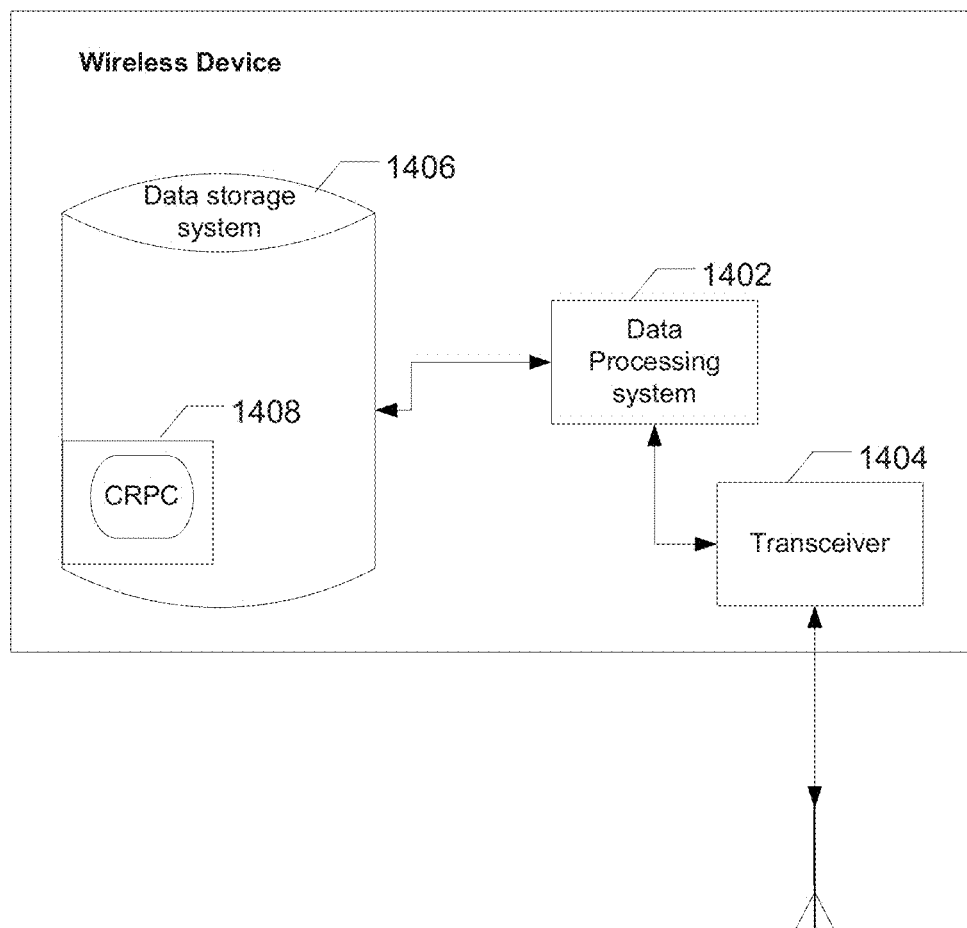 Wireless Device
1406
Data storage
system
1402
Data
Processing
system
1408
CRPC
1404
Transceiver